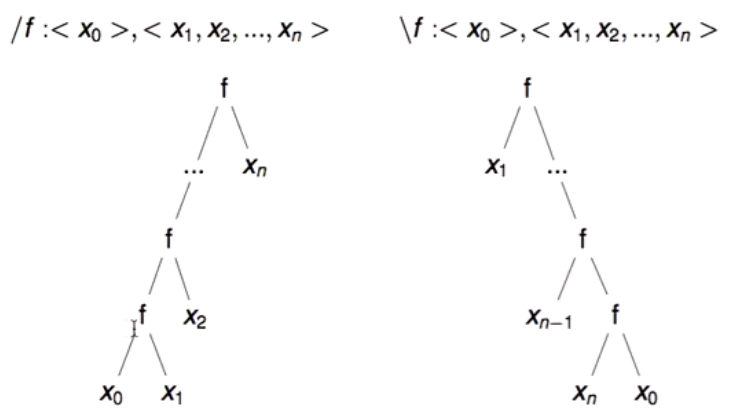 /f :< x₀ >, < x₁, x₂, ..., xₙ > \f :< x₀ >, < x₁, x₂, ..., xₙ >
f f
... xₙ x₁ ...
f f
f x₂ xₙ₋₁ f
x₀ x₁ xₙ x₀